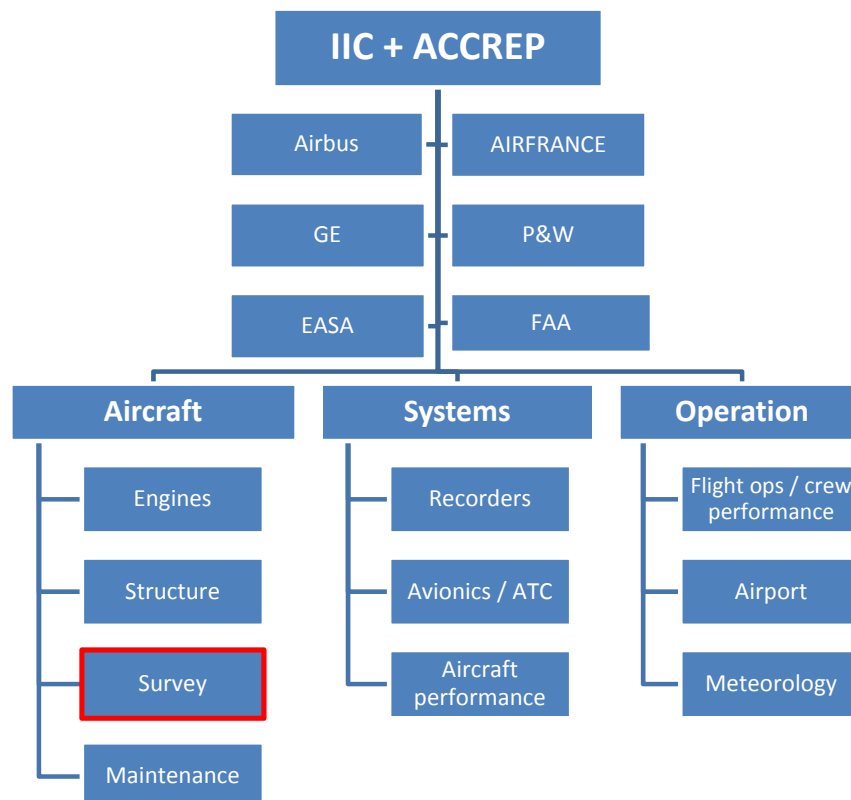 IIC + ACCREP
Airbus
AIRFRANCE
GE
P&W
EASA
FAA
Aircraft
Systems
Operation
Engines
Structure
Survey
Maintenance
Recorders
Avionics / ATC
Aircraft
performance
Flight ops / crew
performance
Airport
Meteorology